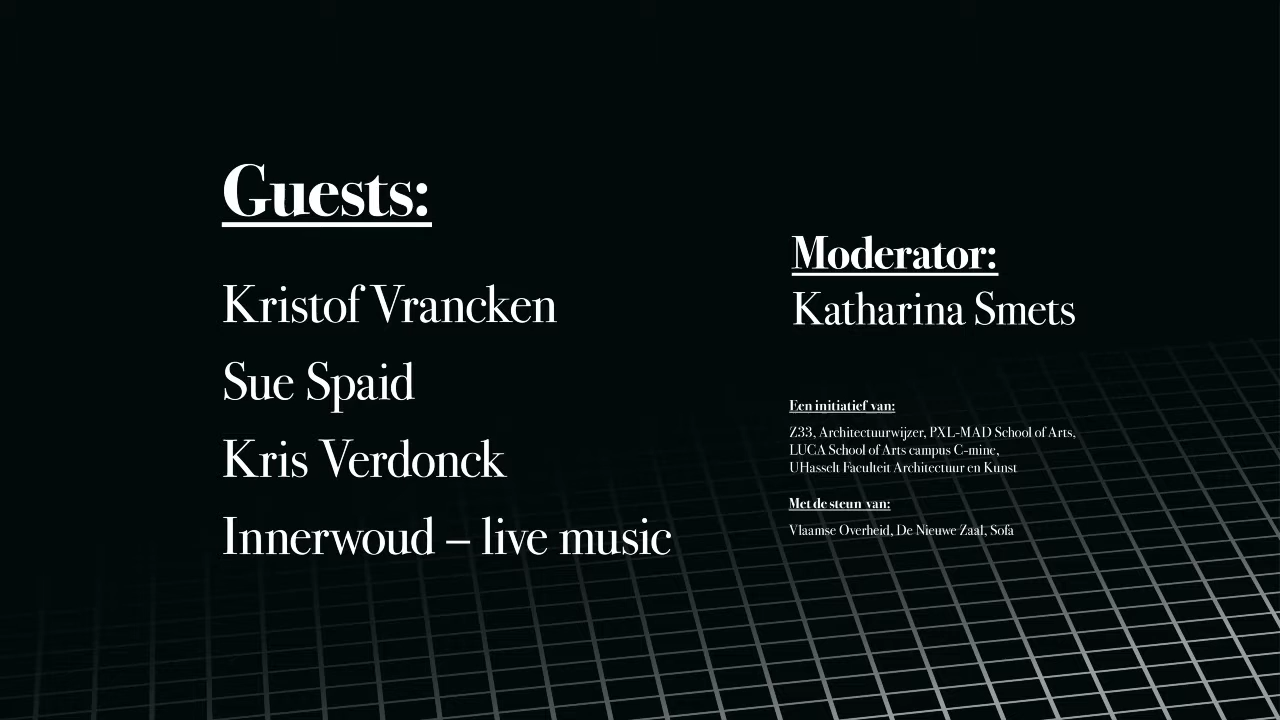 Guests:
Kristof Vrancken
Sue Spaid
Kris Verdonck
Innerwoud – live music
Moderator:
Katharina Smets
Een initiatief van:
Z33, Architectuurwijzer, PXL-MAD School of Arts,
LUCA School of Arts campus C-mine,
UHasselt Faculteit Architectuur en Kunst
Met de steun van:
Vlaamse Overheid, De Nieuwe Zaal, Sofa